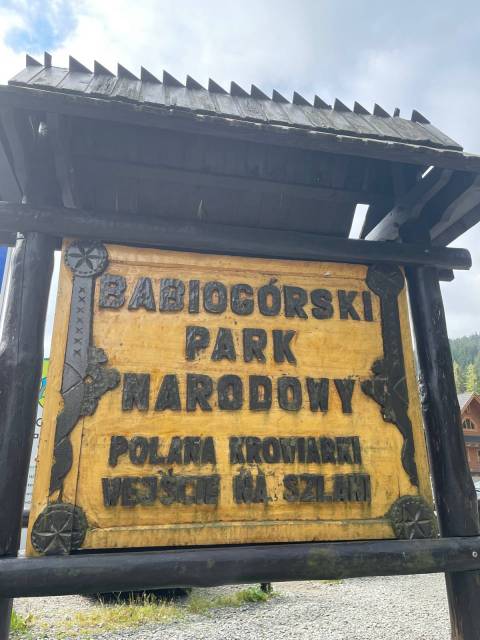 BABIOGÓRSKI
PARK
NARODOWY
POLANA KROWIARKI
WEJŚCIE NA SZLAKI